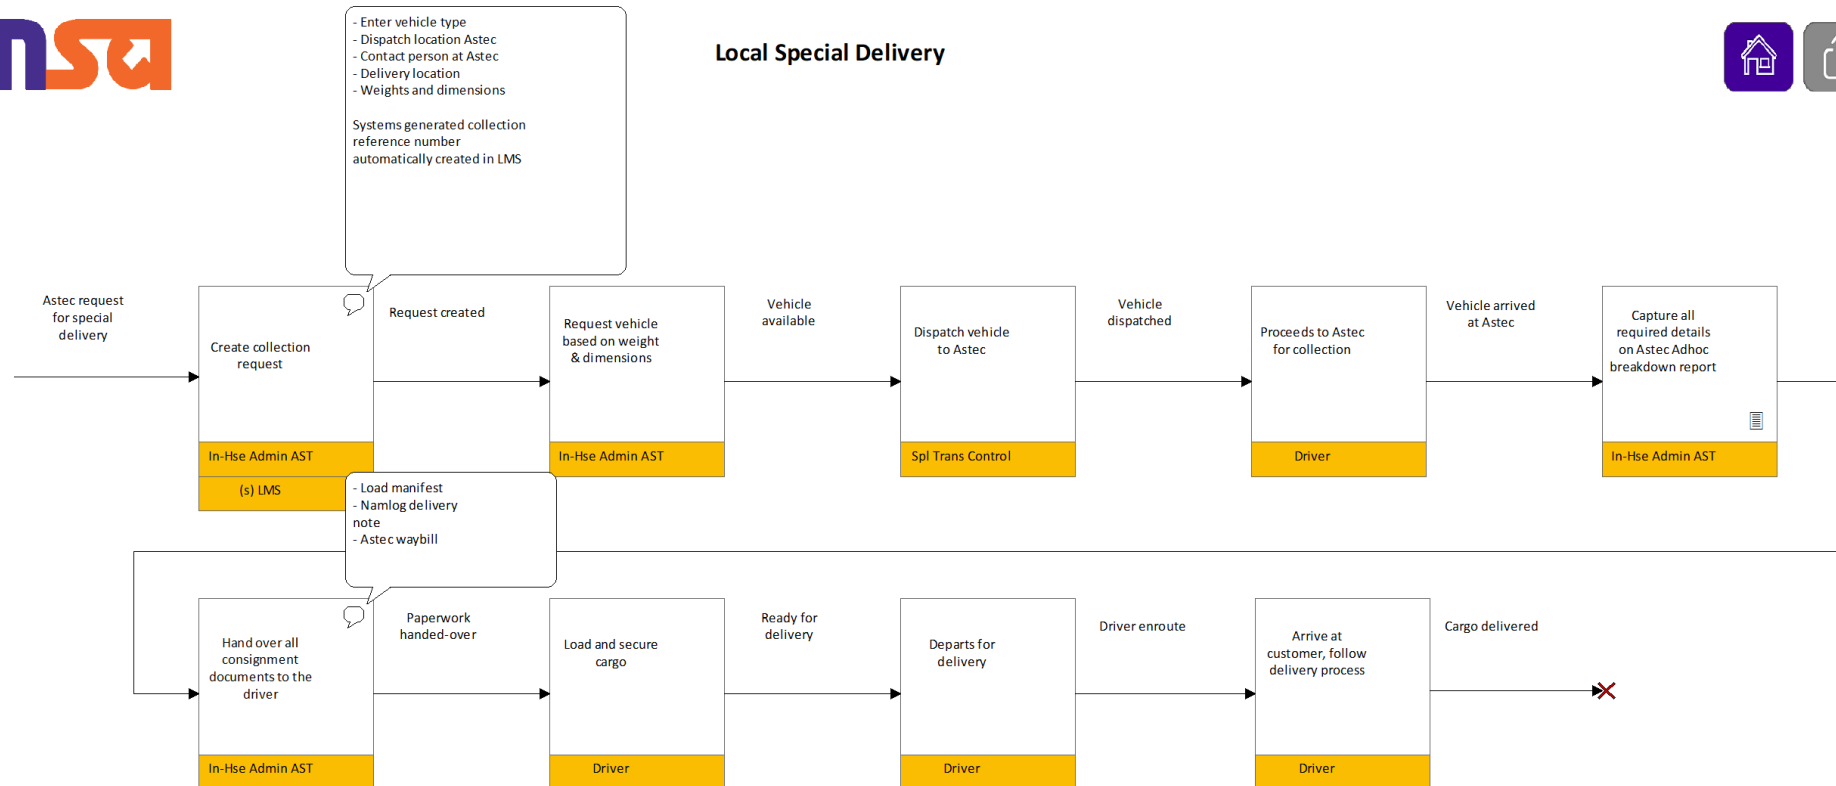 nsa
- Enter vehicle type
- Dispatch location Astec
- Contact person at Astec
- Delivery location
- Weights and dimensions
Systems generated collection
reference number
automatically created in LMS
Local Special Delivery
Astec request
for special
delivery
Create collection
request
In-Hse Admin AST
(s) LMS
Request created
Request vehicle
based on weight
& dimensions
In-Hse Admin AST
Vehicle
available
Dispatch vehicle
to Astec
Spl Trans Control
Vehicle
dispatched
Proceeds to Astec
for collection
Driver
Vehicle arrived
at Astec
Capture all
required details
on Astec Adhoc
breakdown report
In-Hse Admin AST
- Load manifest
- Namlog delivery
note
- Astec waybill
Hand over all
consignment
documents to the
driver
In-Hse Admin AST
Paperwork
handed-over
Load and secure
cargo
Driver
Ready for
delivery
Departs for
delivery
Driver
Driver enroute
Arrive at
customer, follow
delivery process
Driver
Cargo delivered